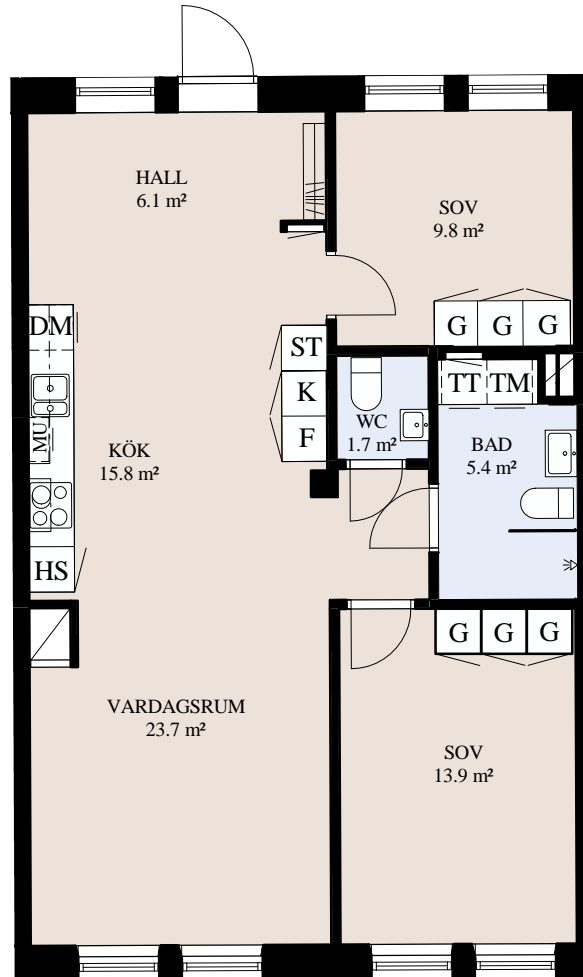 HALL
6.1 m²
SOV
9.8 m²
DM
G G G
ST
K
F
TT TM
WC
1.7 m²
MU
KÖK
15.8 m²
BAD
5.4 m²
HS
G G G
VARDAGSRUM
23.7 m²
SOV
13.9 m²